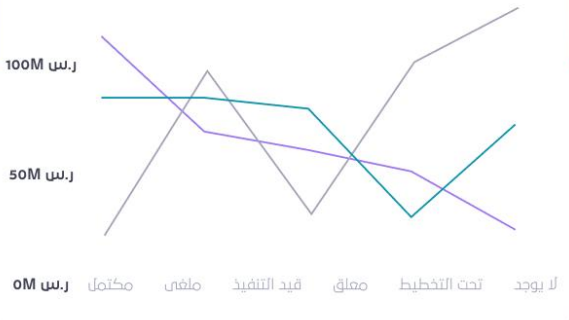 100M ر.س
50M ر.س
0M ر.س
مكتمل
ملغى
قيد التنفيذ
معلق
تحت التخطيط
لا يوجد